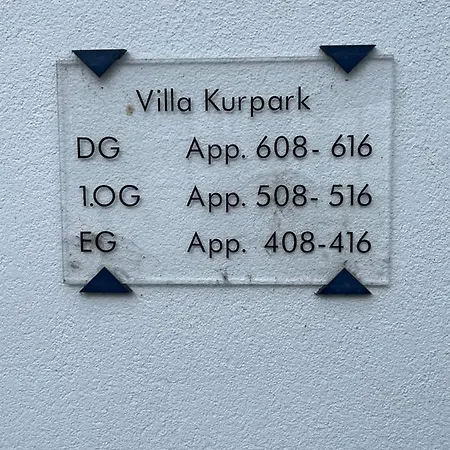 Villa Kurpark
DG App. 608- 616
1.OG App. 508- 516
EG App. 408-416